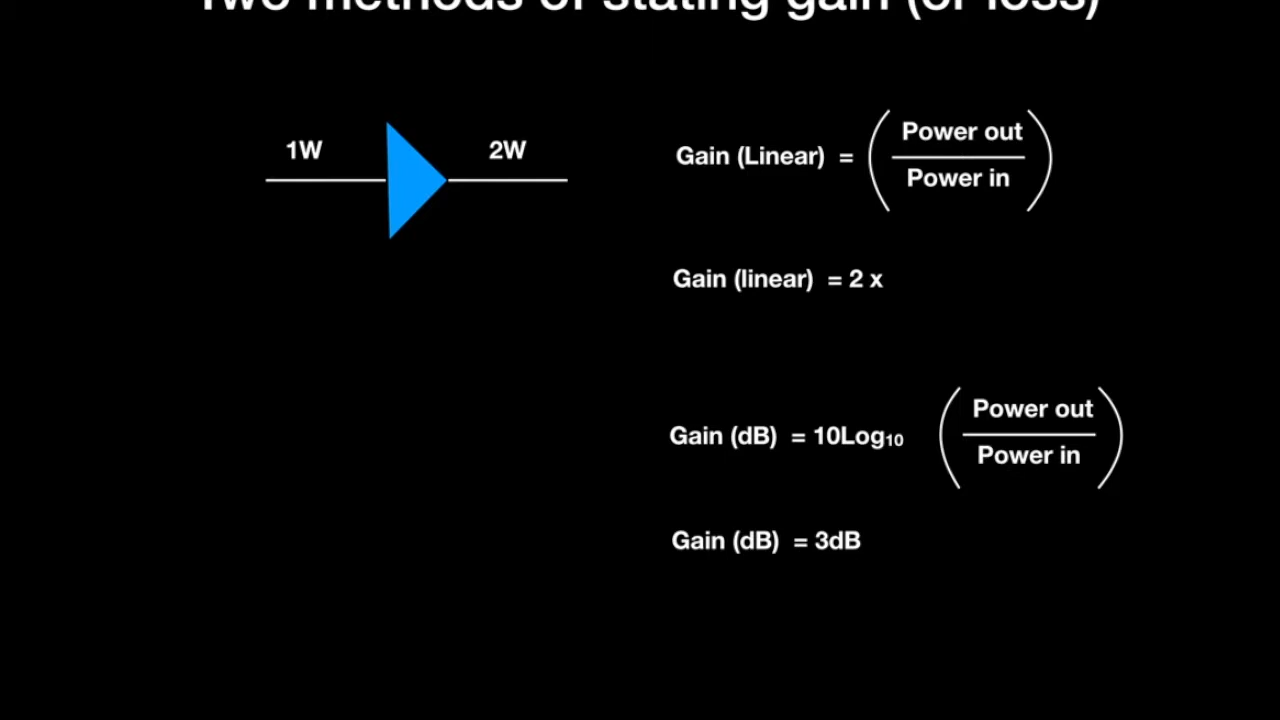 Two methods of stating gain (or loss)
1W
2W
Gain (Linear) = (Power out
Power in)
Gain (linear) = 2 x
Gain (dB) = 10Log₁₀ (Power out
Power in)
Gain (dB) = 3dB